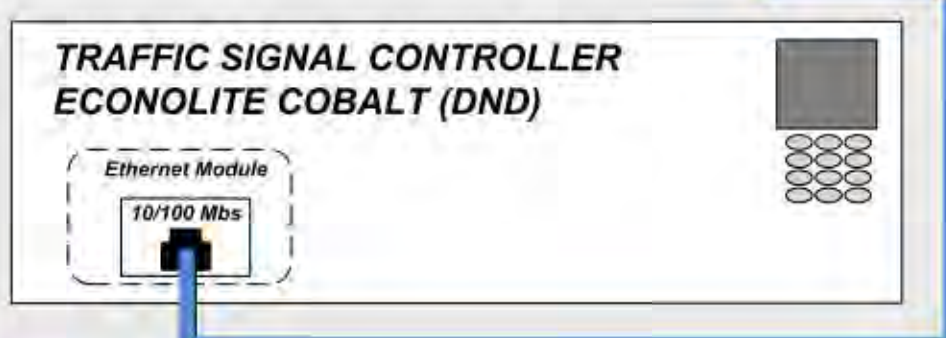 TRAFFIC SIGNAL CONTROLLER
ECONOLITE COBALT (DND)
Ethernet Module
10/100 Mbs